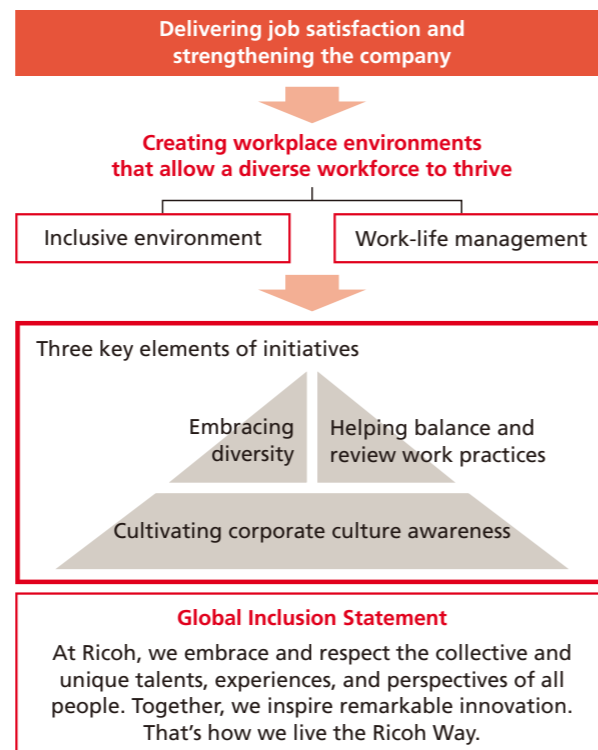 Delivering job satisfaction and
strengthening the company
Creating workplace environments
that allow a diverse workforce to thrive
Inclusive environment
Work-life management
Three key elements of initiatives
Embracing
diversity
Helping balance and
review work practices
Cultivating corporate culture awareness
Global Inclusion Statement
At Ricoh, we embrace and respect the collective and
unique talents, experiences, and perspectives of all
people. Together, we inspire remarkable innovation.
That's how we live the Ricoh Way.